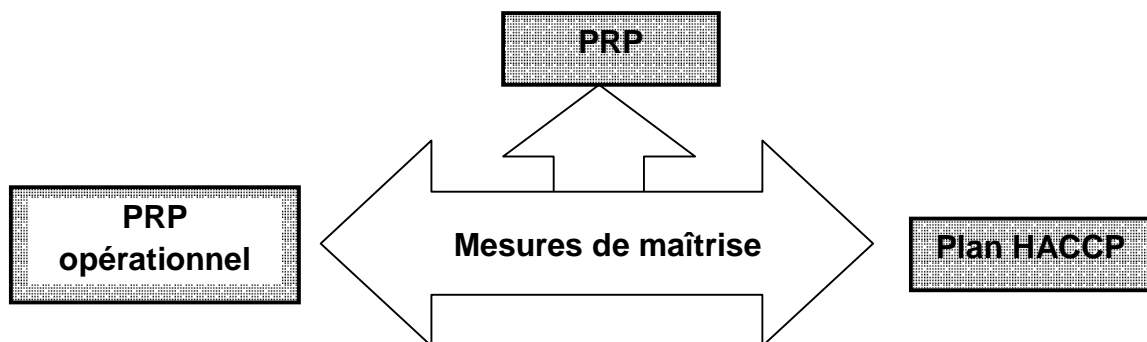 PRP
PRP
opérationnel
Mesures de maîtrise
Plan HACCP